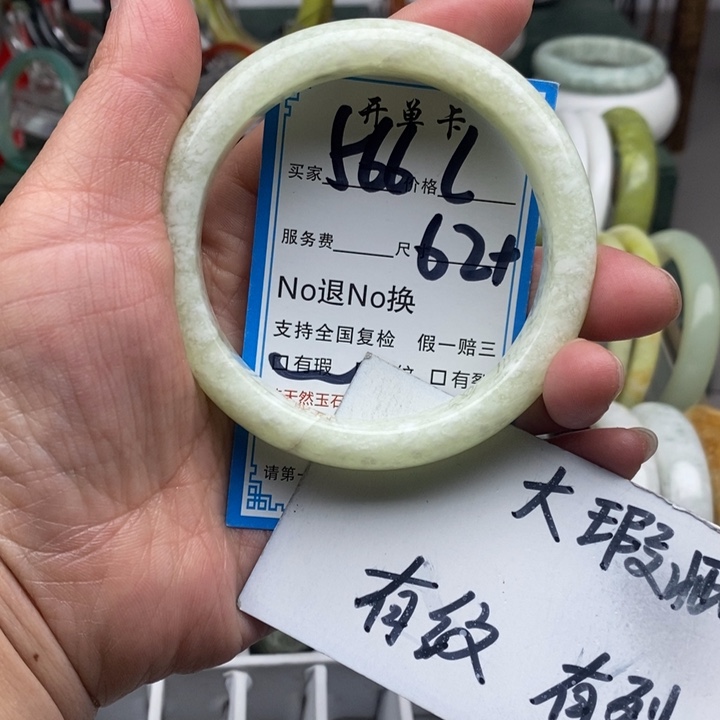 开单卡
买家 566 价格 L
服务费 尺 62+
No退No换
支持全国复检 假一赔三
口有瑕 纹 口有裂
天然玉石
请第一
大瑕疵
有纹
有列